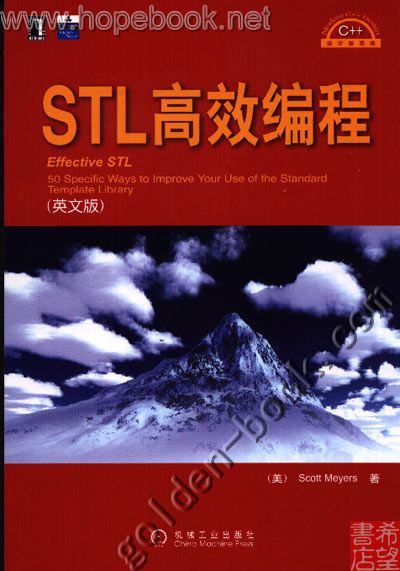 www.hopebook.net
C++
STL高效编程
Effective STL
50 Specific Ways to Improve Your Use of the Standard
Template Library
(英文版)
golden-book.com
(美) Scott Meyers 著
机械工业出版社
China Machine Press
希望
書店